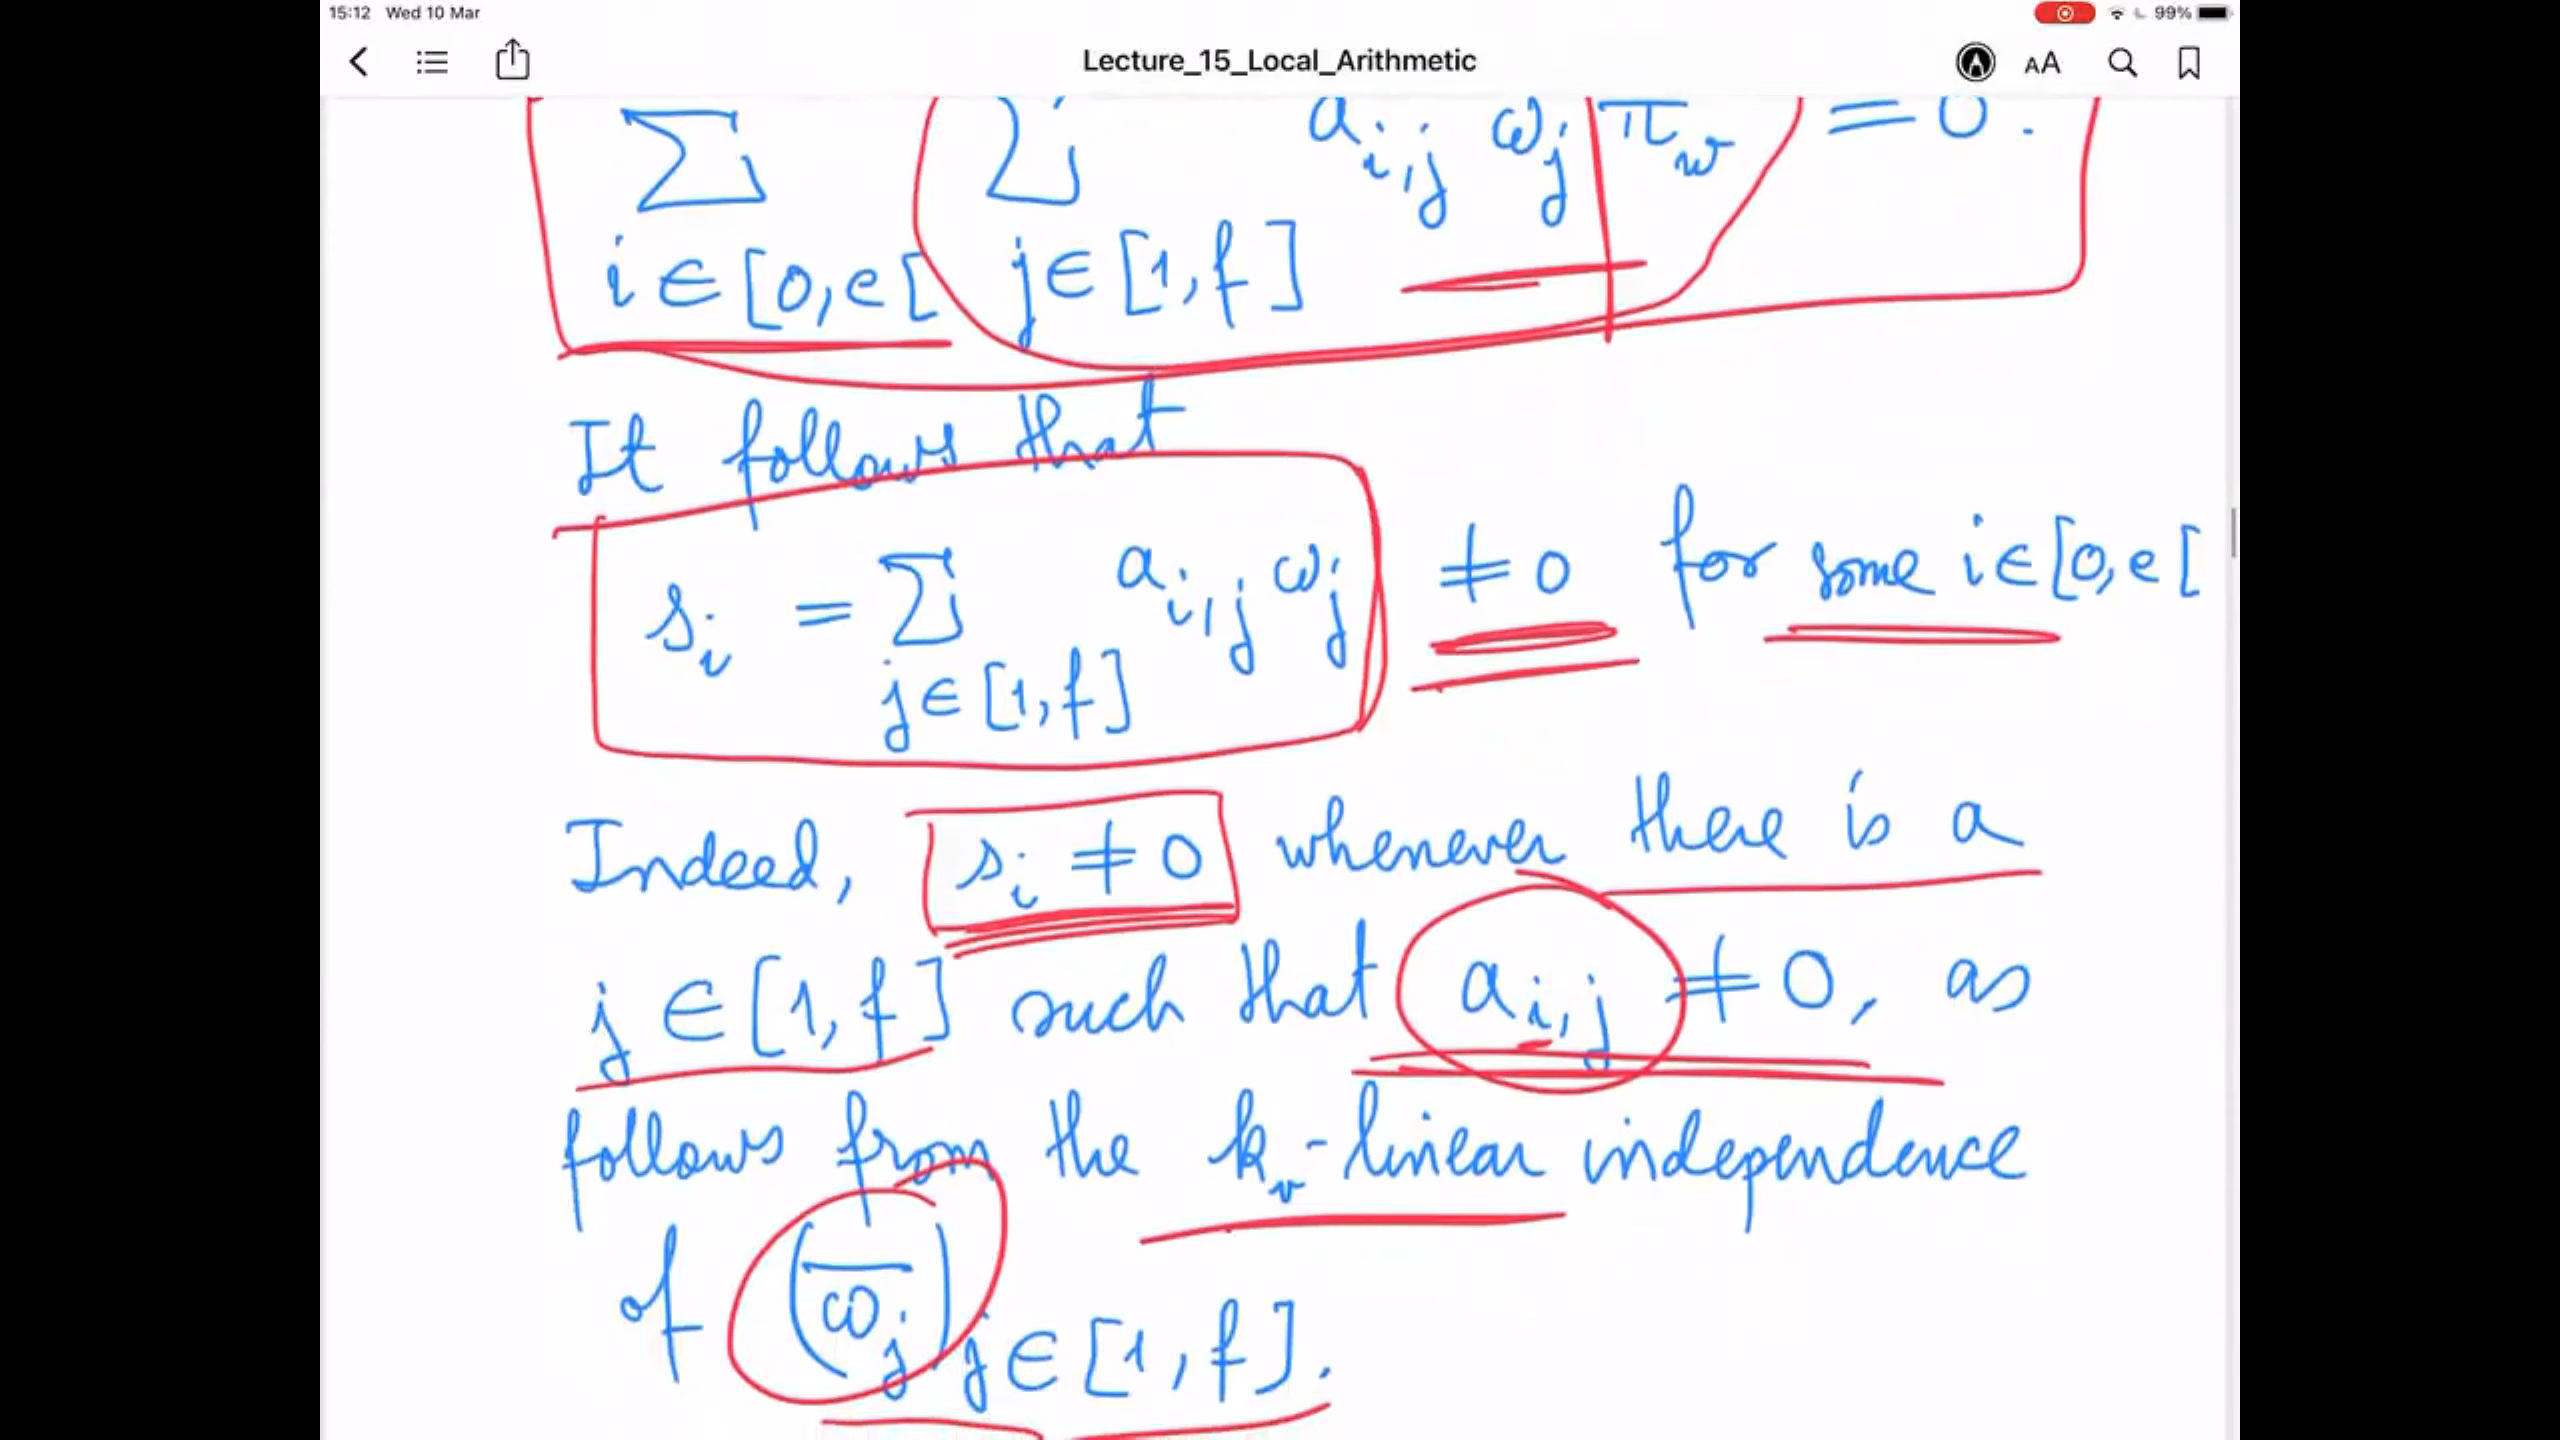 15:12 Wed 10 Mar
99%
Lecture_15_Local_Arithmetic
AA
∑ ∑ a_{i,j} ω_j π_w = 0.
i ∈ [0, e[ j ∈ [1, f]
It follows that
s_i = ∑ a_{i,j} ω_j ≠ 0 for some i ∈ [0, e[
j ∈ [1, f]
Indeed, s_i ≠ 0 whenever there is a
j ∈ [1, f] such that a_{i,j} ≠ 0, as
follows from the k_v-linear independence
of (ω̅_j) j ∈ [1, f].